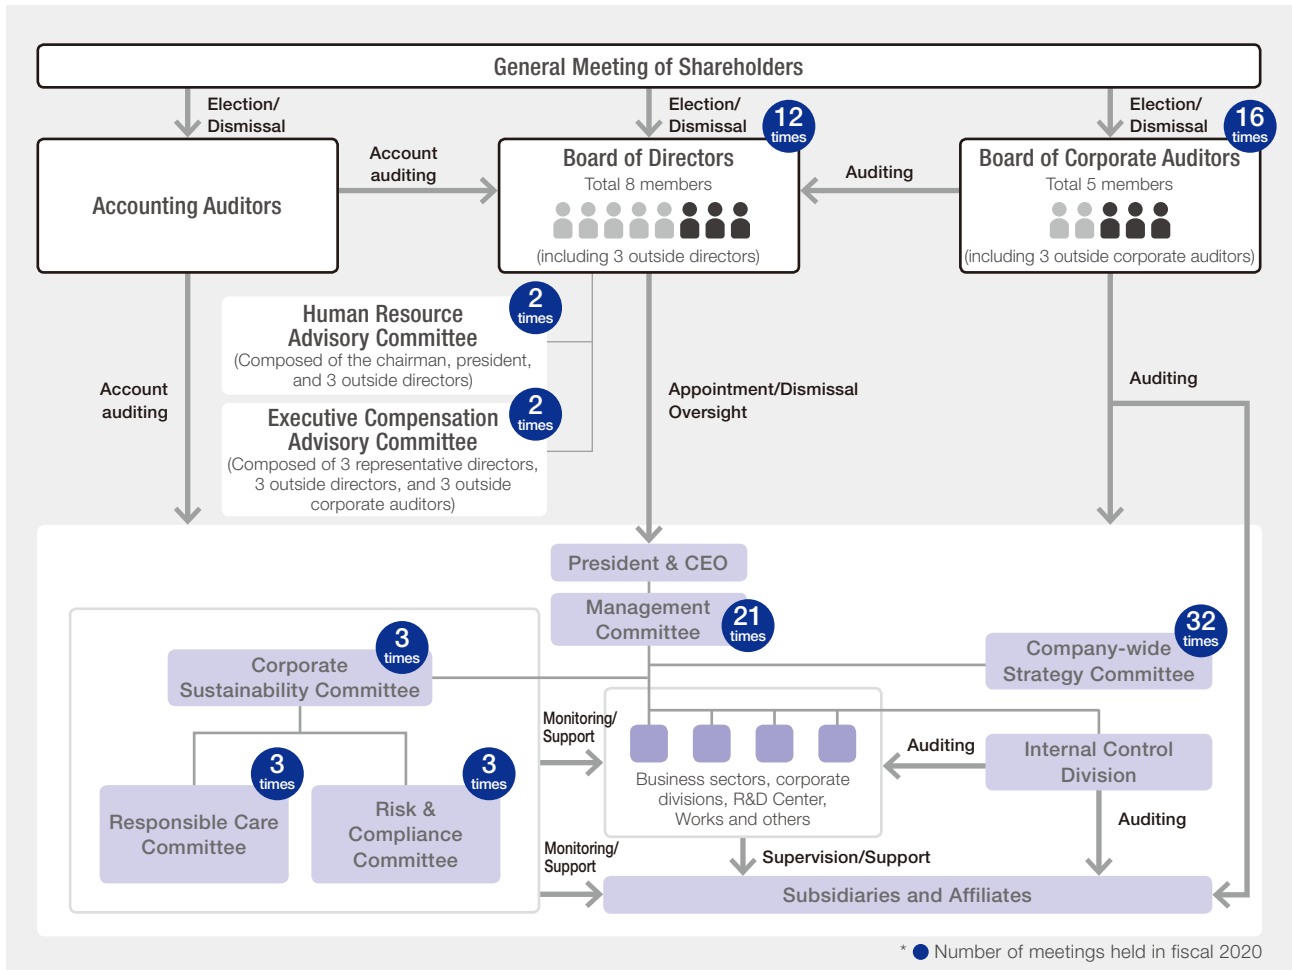 General Meeting of Shareholders
Election/
Dismissal
Election/
Dismissal
12
times
Election/
Dismissal
16
times
Accounting Auditors
Account
auditing
Board of Directors
Total 8 members
(including 3 outside directors)
Auditing
Board of Corporate Auditors
Total 5 members
(including 3 outside corporate auditors)
Human Resource
Advisory Committee
(Composed of the chairman, president,
and 3 outside directors)
2
times
Executive Compensation
Advisory Committee
(Composed of 3 representative directors,
3 outside directors, and 3 outside
corporate auditors)
2
times
Account
auditing
Appointment/Dismissal
Oversight
Auditing
President & CEO
Management
Committee
21
times
Corporate
Sustainability Committee
3
times
Company-wide
Strategy Committee
32
times
Responsible Care
Committee
3
times
Risk &
Compliance
Committee
3
times
Monitoring/
Support
Business sectors, corporate
divisions, R&D Center,
Works and others
Auditing
Internal Control
Division
Auditing
Monitoring/
Support
Supervision/Support
Subsidiaries and Affiliates
* Number of meetings held in fiscal 2020